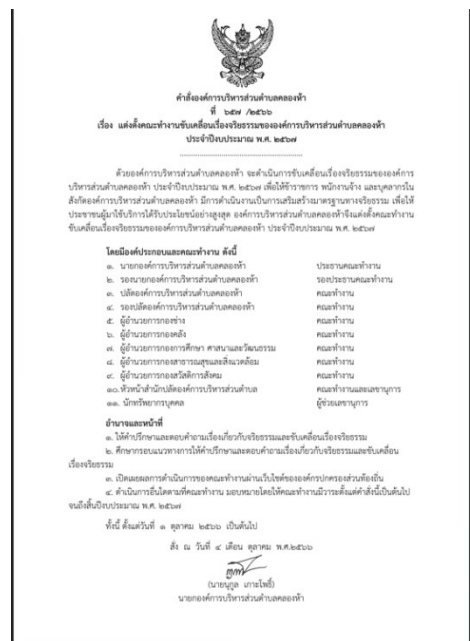 คำสั่งองค์การบริหารส่วนตำบลคลองห้า
ที่ ๖๕๗ /๒๕๖๖
เรื่อง แต่งตั้งคณะทำงานขับเคลื่อนเรื่องจริยธรรมขององค์การบริหารส่วนตำบลคลองห้า
ประจำปีงบประมาณ พ.ศ. ๒๕๖๗
ด้วยองค์การบริหารส่วนตำบลคลองห้า จะดำเนินการขับเคลื่อนเรื่องจริยธรรมขององค์การ
บริหารส่วนตำบลคลองห้า ประจำปีงบประมาณ พ.ศ. ๒๕๖๗ เพื่อให้ข้าราชการ พนักงานจ้าง และบุคลากรใน
สังกัดองค์การบริหารส่วนตำบลคลองห้า มีการดำเนินงานเป็นการเสริมสร้างมาตรฐานทางจริยธรรม เพื่อให้
ประชาชนผู้มาใช้บริการได้รับประโยชน์อย่างสูงสุด องค์การบริหารส่วนตำบลคลองห้าจึงแต่งตั้งคณะทำงาน
ขับเคลื่อนเรื่องจริยธรรมขององค์การบริหารส่วนตำบลคลองห้า ประจำปีงบประมาณ พ.ศ. ๒๕๖๗
โดยมีองค์ประกอบและคณะทำงาน ดังนี้
๑. นายกองค์การบริหารส่วนตำบลคลองห้า ประธานคณะทำงาน
๒. รองนายกองค์การบริหารส่วนตำบลคลองห้า รองประธานคณะทำงาน
๓. ปลัดองค์การบริหารส่วนตำบลคลองห้า คณะทำงาน
๔. รองปลัดองค์การบริหารส่วนตำบลคลองห้า คณะทำงาน
๕. ผู้อำนวยการกองช่าง คณะทำงาน
๖. ผู้อำนวยการกองคลัง คณะทำงาน
๗. ผู้อำนวยการกองการศึกษา ศาสนาและวัฒนธรรม คณะทำงาน
๘. ผู้อำนวยการกองสาธารณสุขและสิ่งแวดล้อม คณะทำงาน
๙. ผู้อำนวยการกองสวัสดิการสังคม คณะทำงาน
๑๐.หัวหน้าสำนักปลัดองค์การบริหารส่วนตำบล คณะทำงานและเลขานุการ
๑๑. นักทรัพยากรบุคคล ผู้ช่วยเลขานุการ
อำนาจและหน้าที่
๑. ให้คำปรึกษาและตอบคำถามเรื่องเกี่ยวกับจริยธรรมและขับเคลื่อนเรื่องจริยธรรม
๒. ศึกษากรอบแนวทางการให้คำปรึกษาและตอบคำถามเรื่องเกี่ยวกับจริยธรรมและขับเคลื่อน
เรื่องจริยธรรม
๓. เปิดเผยผลการดำเนินการของคณะทำงานผ่านเว็บไซต์ขององค์กรปกครองส่วนท้องถิ่น
๔. ดำเนินการอื่นใดตามที่คณะทำงาน มอบหมายโดยให้คณะทำงานมีวาระตั้งแต่คำสั่งนี้เป็นต้นไป
จนถึงสิ้นปีงบประมาณ พ.ศ. ๒๕๖๗
ทั้งนี้ ตั้งแต่วันที่ ๑ ตุลาคม ๒๕๖๖ เป็นต้นไป
สั่ง ณ วันที่ ๔ เดือน ตุลาคม พ.ศ.๒๕๖๖
(นายนุกูล เกาะโพธิ์)
นายกองค์การบริหารส่วนตำบลคลองห้า